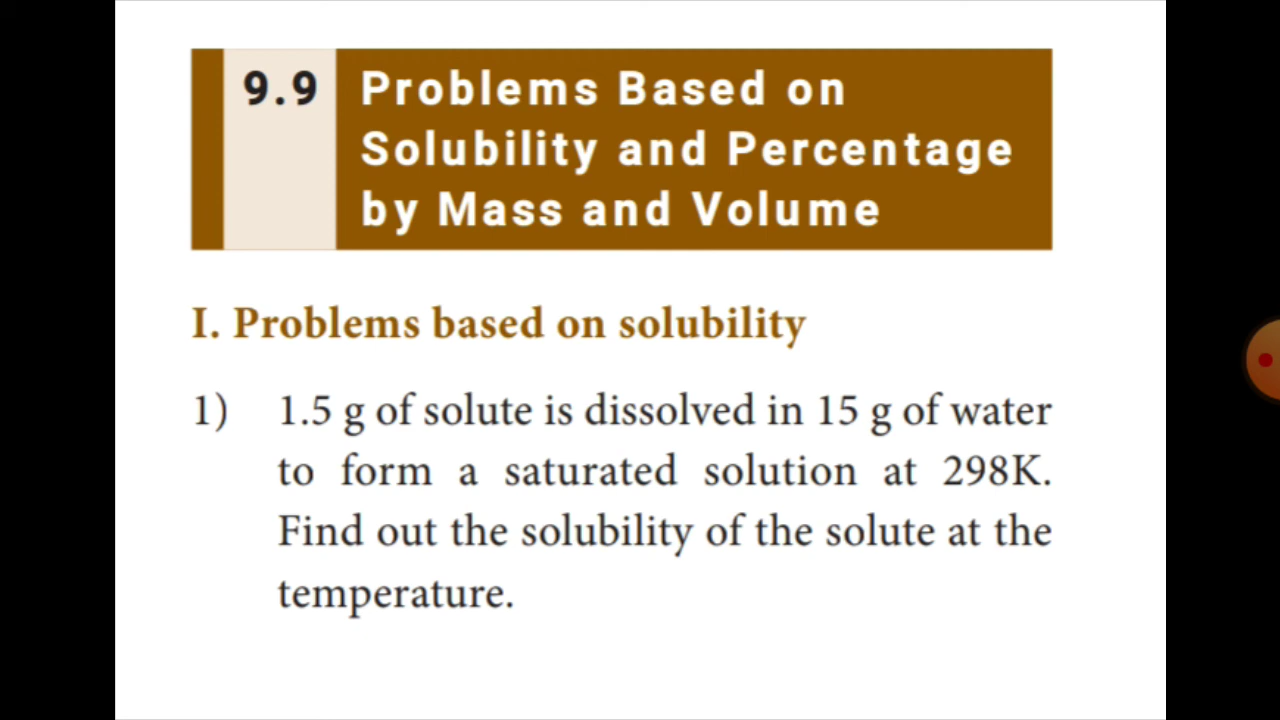 9.9 Problems Based on
Solubility and Percentage
by Mass and Volume
I. Problems based on solubility
1) 1.5 g of solute is dissolved in 15 g of water
to form a saturated solution at 298K.
Find out the solubility of the solute at the
temperature.